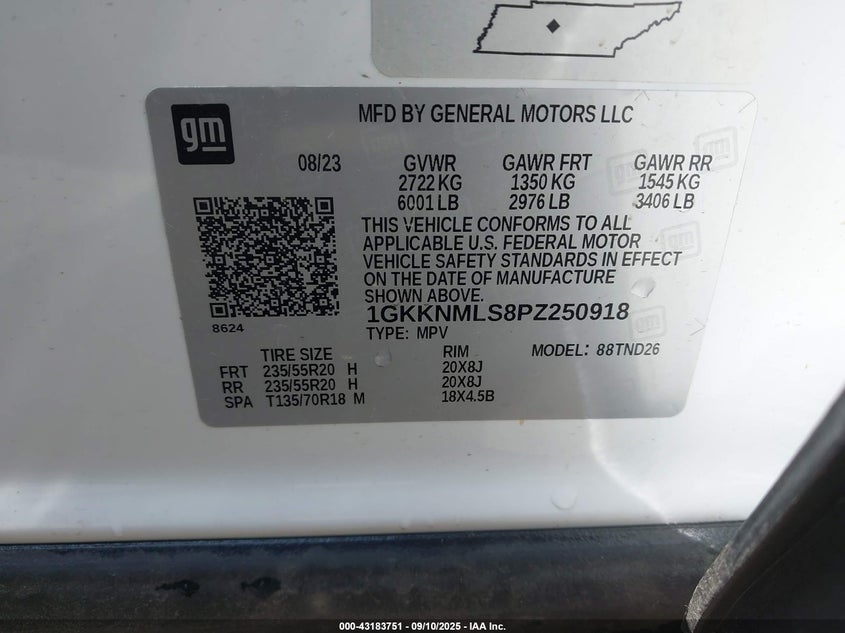 gm
MFD BY GENERAL MOTORS LLC
08/23 GVWR GAWR FRT GAWR RR
2722 KG 1350 KG 1545 KG
6001 LB 2976 LB 3406 LB
THIS VEHICLE CONFORMS TO ALL
APPLICABLE U.S. FEDERAL MOTOR
VEHICLE SAFETY STANDARDS IN EFFECT
ON THE DATE OF MANUFACTURE
SHOWN ABOVE.
1GKKNMLS8PZ250918
8624
TYPE: MPV MODEL: 88TND26
TIRE SIZE RIM
FRT 235/55R20 H 20X8J
RR 235/55R20 H 20X8J
SPA T135/70R18 M 18X4.5B
000-43183751 - 09/10/2025 - IAA Inc.